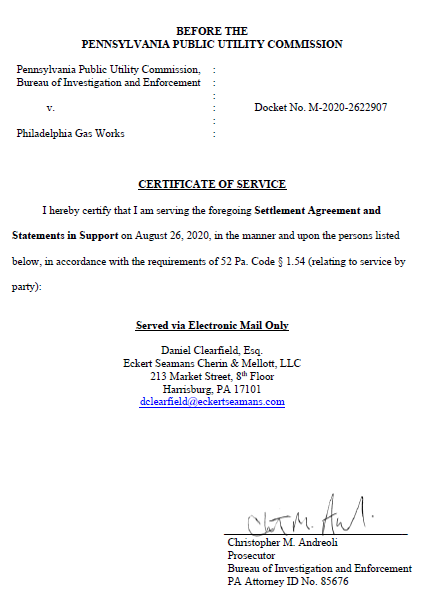 BEFORE THE
PENNSYLVANIA PUBLIC UTILITY COMMISSION
Pennsylvania Public Utility Commission, :
Bureau of Investigation and Enforcement :
:
v. : Docket No. M-2020-2622907
:
Philadelphia Gas Works :
CERTIFICATE OF SERVICE
I hereby certify that I am serving the foregoing Settlement Agreement and
Statements in Support on August 26, 2020, in the manner and upon the persons listed
below, in accordance with the requirements of 52 Pa. Code § 1.54 (relating to service by
party):
Served via Electronic Mail Only
Daniel Clearfield, Esq.
Eckert Seamans Cherin & Mellott, LLC
213 Market Street, 8th Floor
Harrisburg, PA 17101
dclearfield@eckertseamans.com
Christopher M. Andreoli
Prosecutor
Bureau of Investigation and Enforcement
PA Attorney ID No. 85676